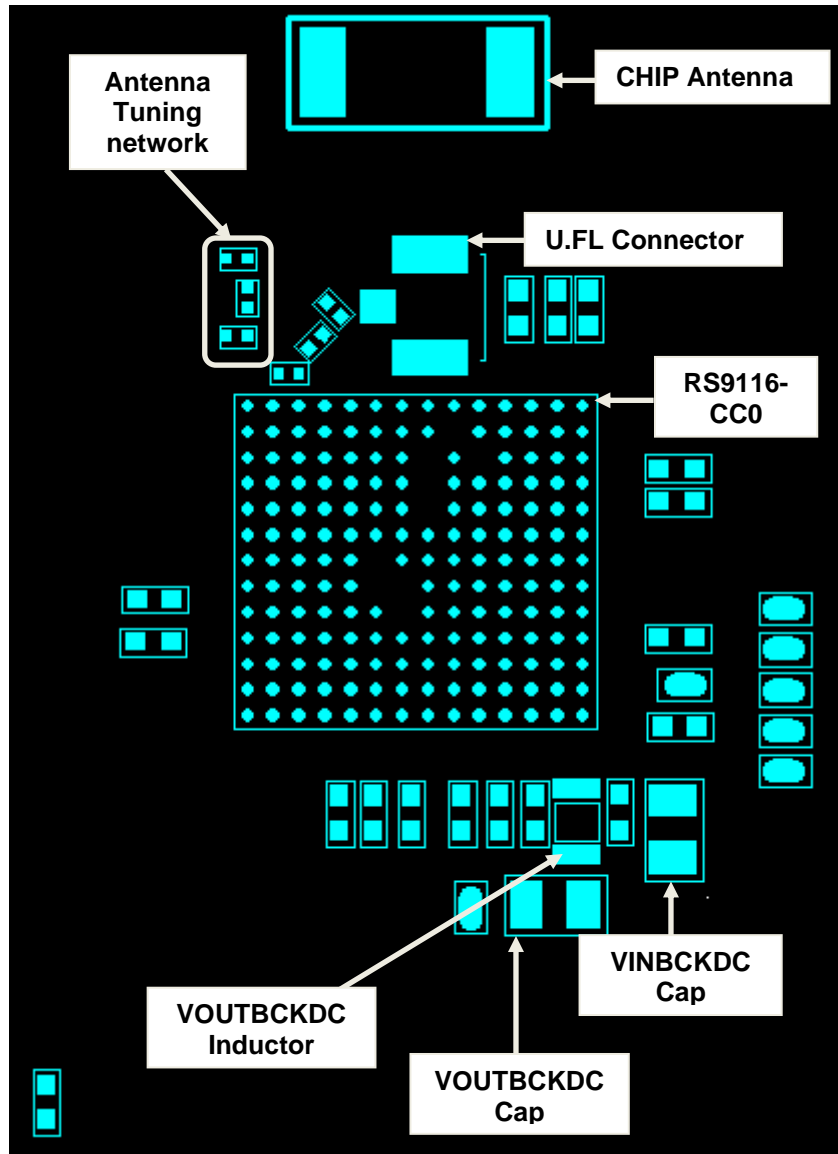 CHIP Antenna
Antenna
Tuning
network
U.FL Connector
RS9116-
CC0
VINBCKDC
Cap
VOUTBCKDC
Inductor
VOUTBCKDC
Cap